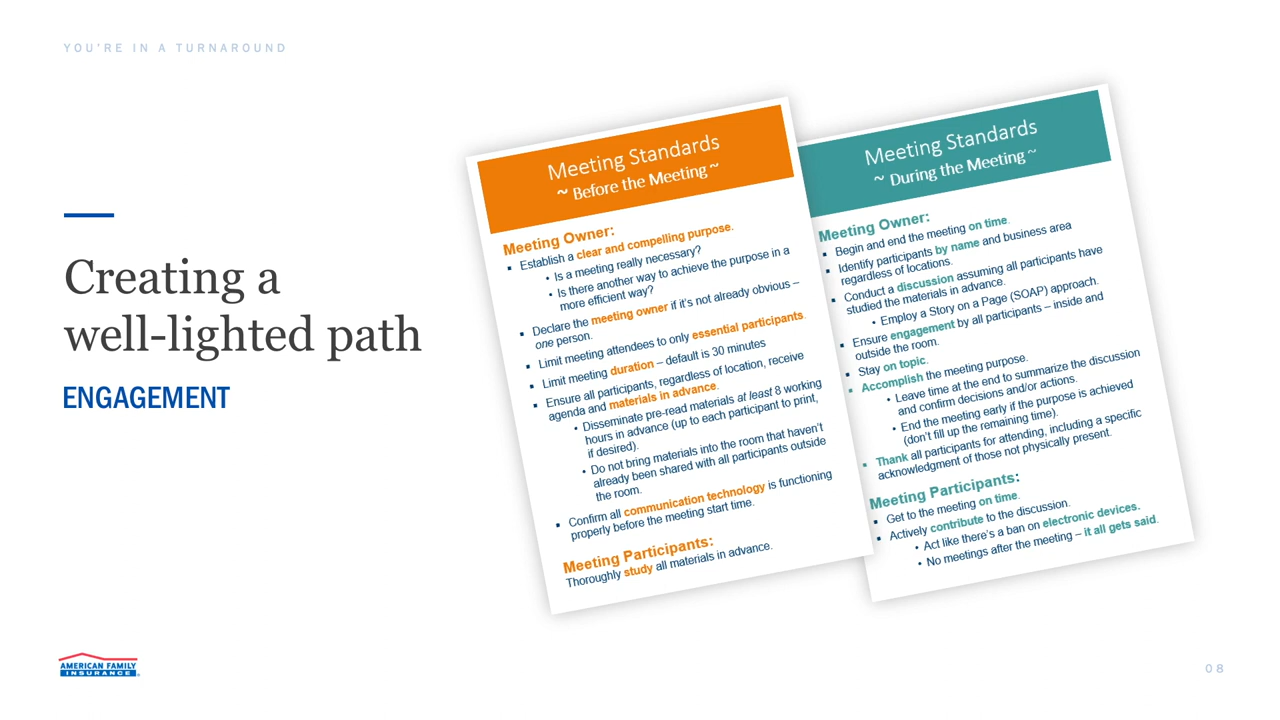 YOU'RE IN A TURNAROUND
Creating a
well-lighted path
ENGAGEMENT
Meeting Standards
~ Before the Meeting ~
Meeting Owner:
▪ Establish a clear and compelling purpose.
• Is a meeting really necessary?
• Is there another way to achieve the purpose in a
more efficient way?
▪ Declare the meeting owner if it's not already obvious –
one person.
▪ Limit meeting attendees to only essential participants.
▪ Limit meeting duration – default is 30 minutes
▪ Ensure all participants, regardless of location, receive
agenda and materials in advance.
• Disseminate pre-read materials at least 8 working
hours in advance (up to each participant to print,
if desired).
• Do not bring materials into the room that haven't
already been shared with all participants outside
the room.
▪ Confirm all communication technology is functioning
properly before the meeting start time.
Meeting Participants:
Thoroughly study all materials in advance.
Meeting Standards
~ During the Meeting ~
Meeting Owner:
▪ Begin and end the meeting on time.
▪ Identify participants by name and business area
regardless of locations.
▪ Conduct a discussion assuming all participants have
studied the materials in advance.
• Employ a Story on a Page (SOAP) approach.
▪ Ensure engagement by all participants – inside and
outside the room.
▪ Stay on topic.
▪ Accomplish the meeting purpose.
• Leave time at the end to summarize the discussion
and confirm decisions and/or actions.
• End the meeting early if the purpose is achieved
(don't fill up the remaining time).
▪ Thank all participants for attending, including a specific
acknowledgment of those not physically present.
Meeting Participants:
▪ Get to the meeting on time.
▪ Actively contribute to the discussion.
• Act like there's a ban on electronic devices.
• No meetings after the meeting – it all gets said.
AMERICAN FAMILY
INSURANCE
08